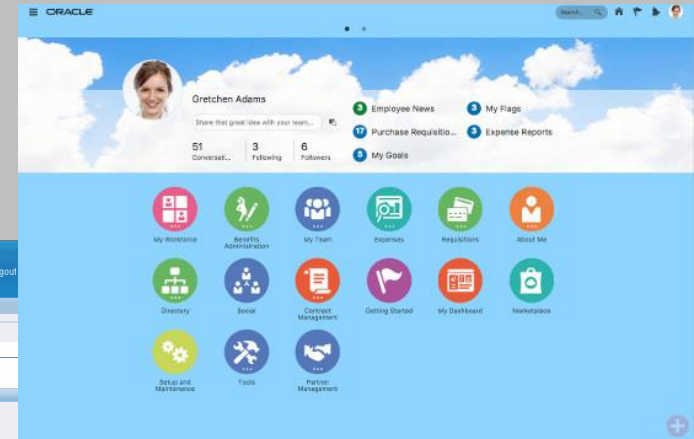 ORACLE
Search...
Gretchen Adams
Share that great idea with your team...
51 3 6
Conversati... Following Followers
3 Employee News 3 My Flags
17 Purchase Requisitio... 3 Expense Reports
5 My Goals
My Workforce Benefits Administration My Team Expenses Requisitions About Me
Directory Social Contract Management Getting Started My Dashboard Marketplace
Setup and Maintenance Tools Partner Management
gout